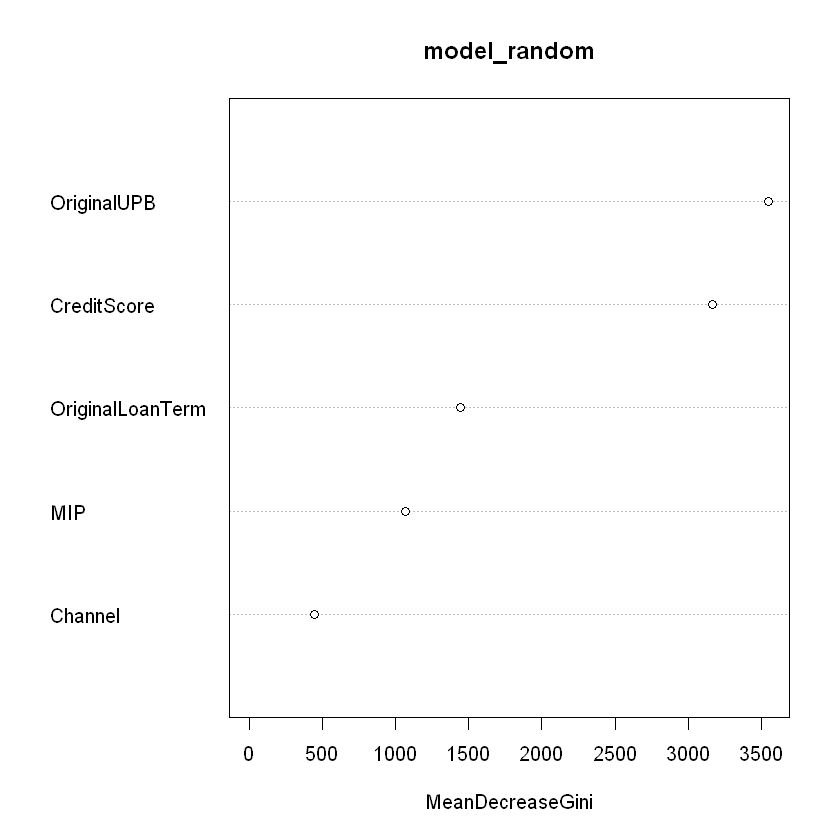 model_random
OriginalUPB
CreditScore
OriginalLoanTerm
MIP
Channel
0 500 1000 1500 2000 2500 3000 3500
MeanDecreaseGini